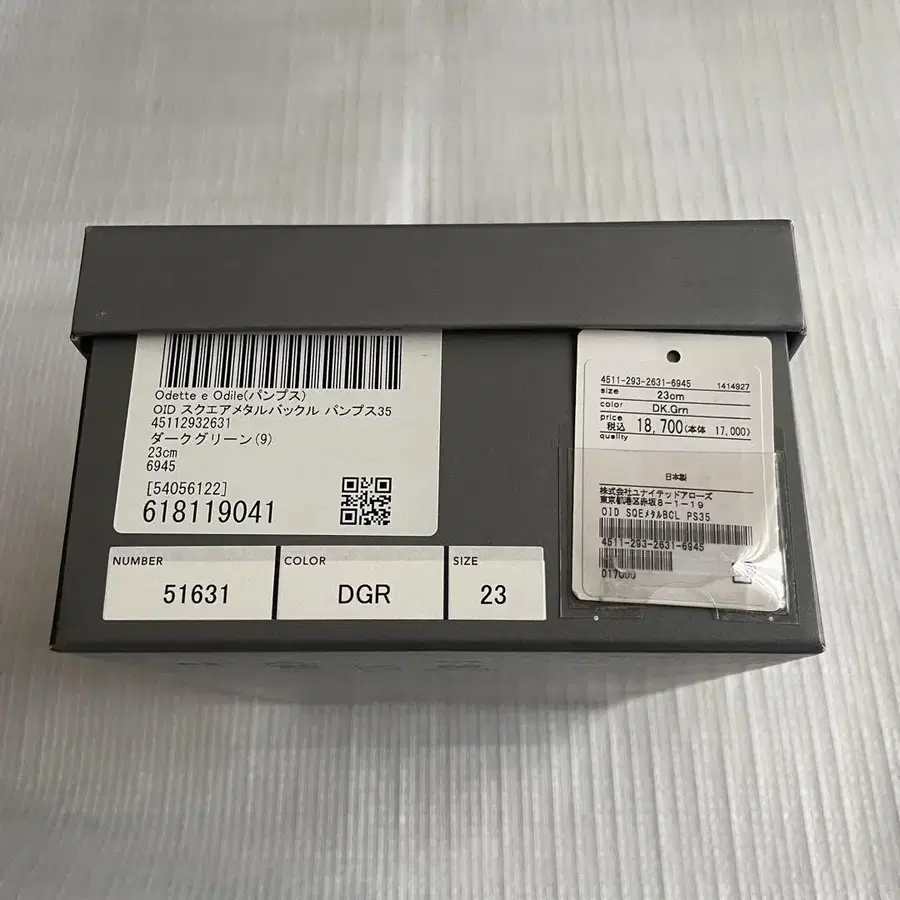 Odette e Odile(パンプス)
OID スクエアメタルバックル パンプス35
45112932631
ダークグリーン(9)
23cm
6945
[54056122]
618119041
NUMBER
51631
COLOR
DGR
SIZE
23
4511-293-2631-6945 1414927
size 23cm
color DK.Grn
price
税込 18,700(本体 17,000)
quality
日本製
株式会社ユナイテッドアローズ
東京都港区赤坂8-1-19
OID SQEメタルBCL PS35
4511-293-2631-6945
017000